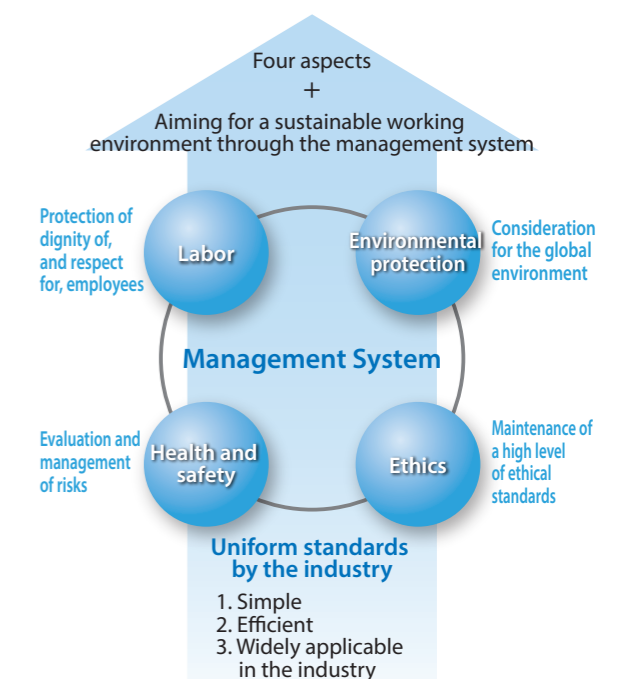 Four aspects
+
Aiming for a sustainable working
environment through the management system
Protection of
dignity of,
and respect
for, employees
Labor
Environmental
protection
Consideration
for the global
environment
Management System
Evaluation and
management
of risks
Health and
safety
Ethics
Maintenance of
a high level
of ethical
standards
Uniform standards
by the industry
1. Simple
2. Efficient
3. Widely applicable
in the industry